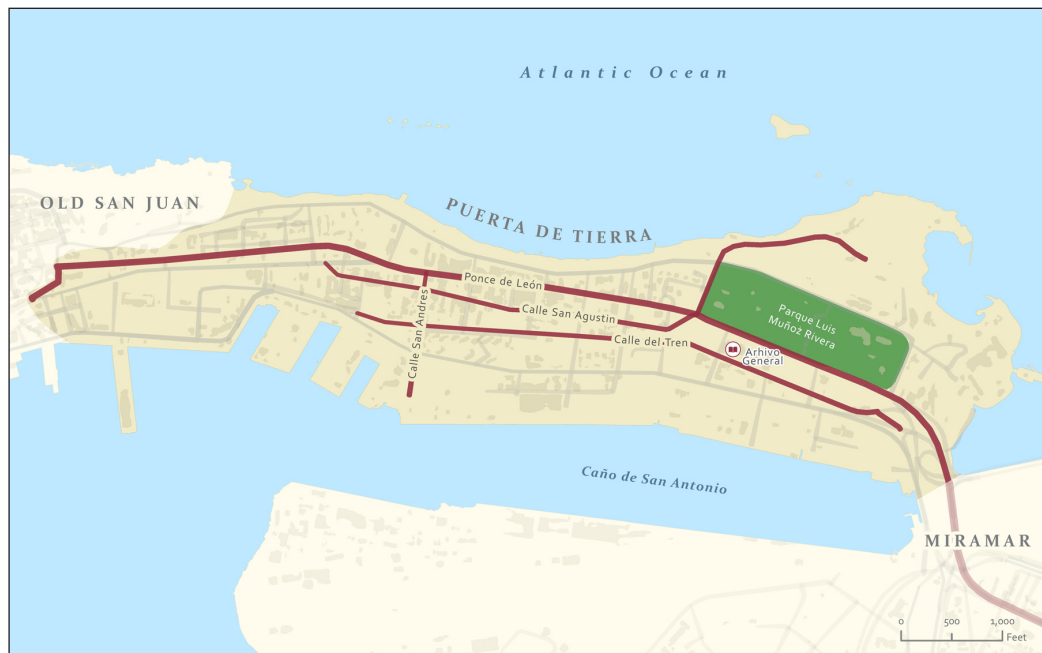 Atlantic Ocean
OLD SAN JUAN
PUERTA DE TIERRA
Ponce de León
Calle San Agustin
Calle San Andres
Calle del Tren
Parque Luis
Muñoz Rivera
Arhivo
General
Caño de San Antonio
MIRAMAR
0 500 1,000
Feet